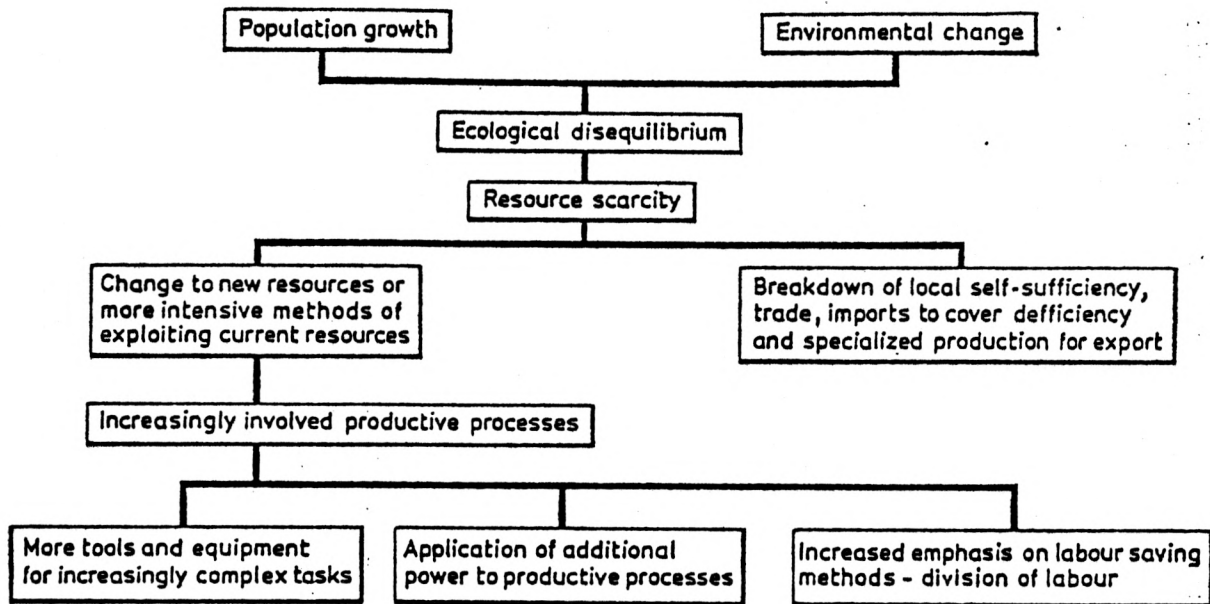 Population growth
Environmental change
Ecological disequilibrium
Resource scarcity
Change to new resources or
more intensive methods of
exploiting current resources
Breakdown of local self-sufficiency,
trade, imports to cover defficiency
and specialized production for export
Increasingly involved productive processes
More tools and equipment
for increasingly complex tasks
Application of additional
power to productive processes
Increased emphasis on labour saving
methods - division of labour